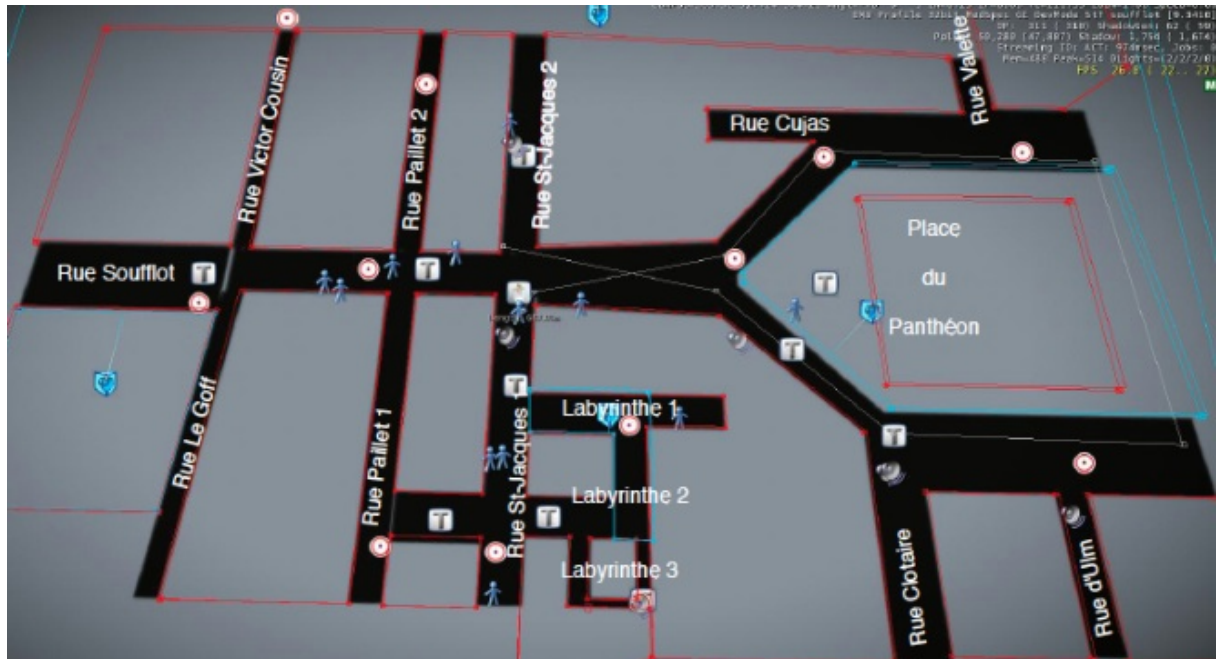 Rue Victor Cousin
Rue Paillet 2
Rue St-Jacques 2
Rue Cujas
Rue Valette
Rue Soufflot
Place
du
Panthéon
Rue Le Goff
Rue Paillet 1
Rue St-Jacques 1
Labyrinthe 1
Labyrinthe 2
Labyrinthe 3
Rue Clotaire
Rue d'Ulm